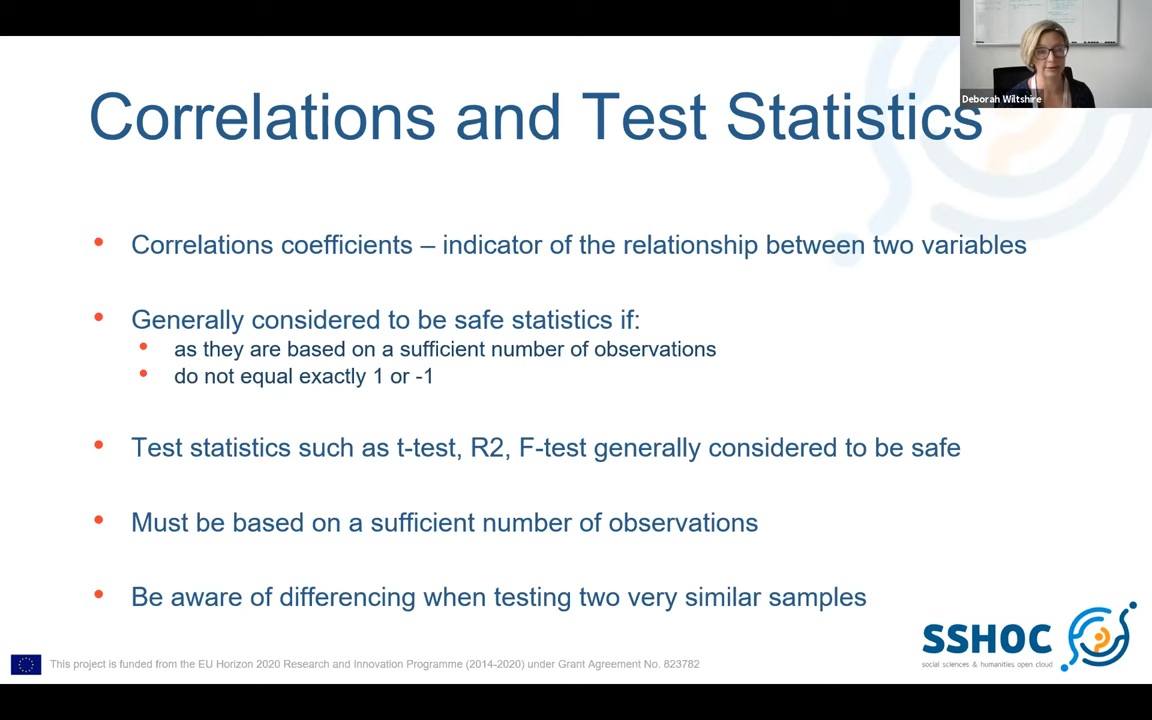 Deborah Wiltshire
Correlations and Test Statistics
• Correlations coefficients – indicator of the relationship between two variables
• Generally considered to be safe statistics if:
• as they are based on a sufficient number of observations
• do not equal exactly 1 or -1
• Test statistics such as t-test, R2, F-test generally considered to be safe
• Must be based on a sufficient number of observations
• Be aware of differencing when testing two very similar samples
SSHOC
social sciences & humanities open cloud
This project is funded from the EU Horizon 2020 Research and Innovation Programme (2014-2020) under Grant Agreement No. 823782